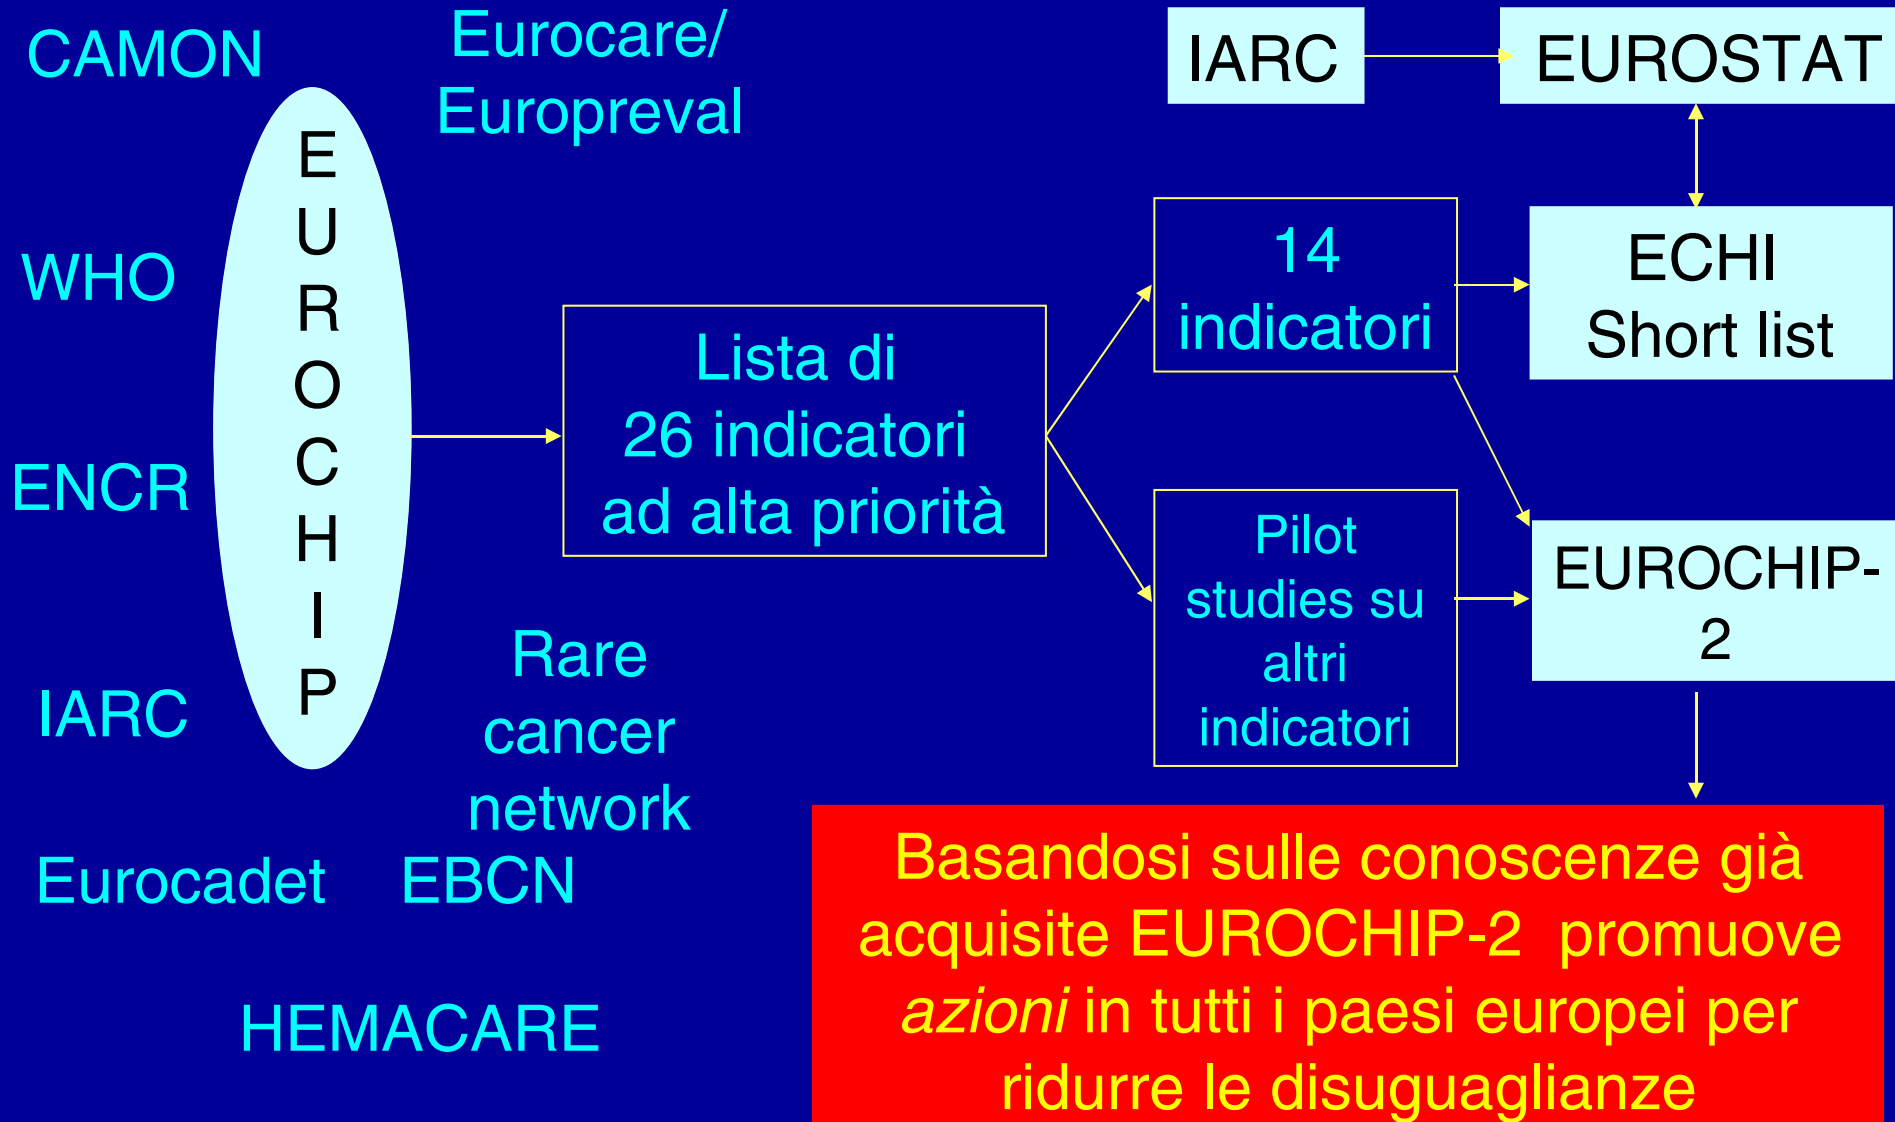 CAMON
Eurocare/
Europreval
WHO
ENCR
IARC
E
U
R
O
C
H
I
P
Rare
cancer
network
Eurocadet
EBCN
HEMACARE
Lista di
26 indicatori
ad alta priorità
14
indicatori
Pilot
studies su
altri
indicatori
IARC
EUROSTAT
ECHI
Short list
EUROCHIP-
2
Basandosi sulle conoscenze già
acquisite EUROCHIP-2 promuove
azioni in tutti i paesi europei per
ridurre le disuguaglianze